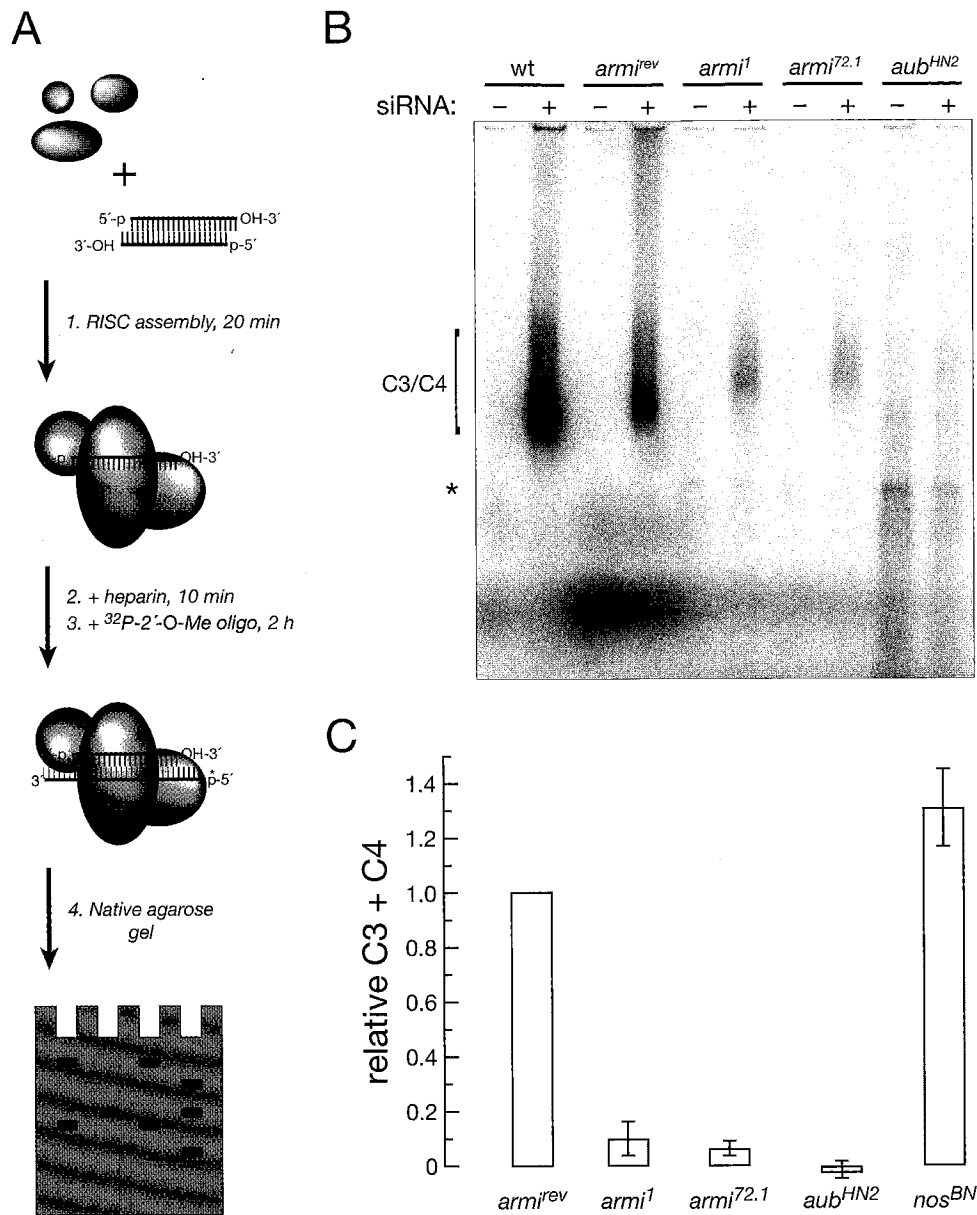 A
+
5´-p OH-3´
3´-OH p-5´
1. RISC assembly, 20 min
p OH-3´
2. + heparin, 10 min
3. + ³²P-2´-O-Me oligo, 2 h
p OH-3´
3´ *p-5´
4. Native agarose
gel
B
wt armi^rev armi^1 armi^72.1 aub^HN2
siRNA: − + − + − + − + − +
C3/C4
*
C
relative C3 + C4
1.4
1.2
1.0
0.8
0.6
0.4
0.2
0
armi^rev armi^1 armi^72.1 aub^HN2 nos^BN